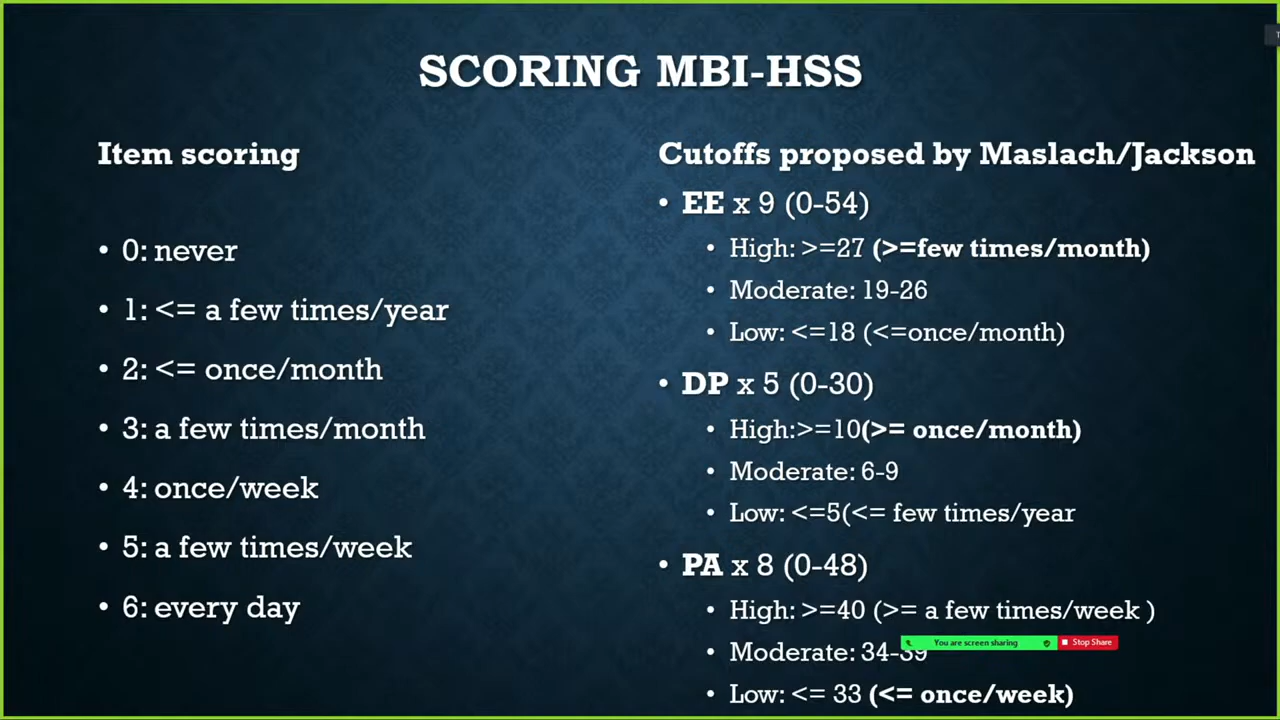 SCORING MBI-HSS
Item scoring
• 0: never
• 1: <= a few times/year
• 2: <= once/month
• 3: a few times/month
• 4: once/week
• 5: a few times/week
• 6: every day
Cutoffs proposed by Maslach/Jackson
• EE x 9 (0-54)
• High: >=27 (>=few times/month)
• Moderate: 19-26
• Low: <=18 (<=once/month)
• DP x 5 (0-30)
• High:>=10(>= once/month)
• Moderate: 6-9
• Low: <=5(<= few times/year
• PA x 8 (0-48)
• High: >=40 (>= a few times/week )
You are screen sharing
Stop Share
• Moderate: 34-39
• Low: <= 33 (<= once/week)